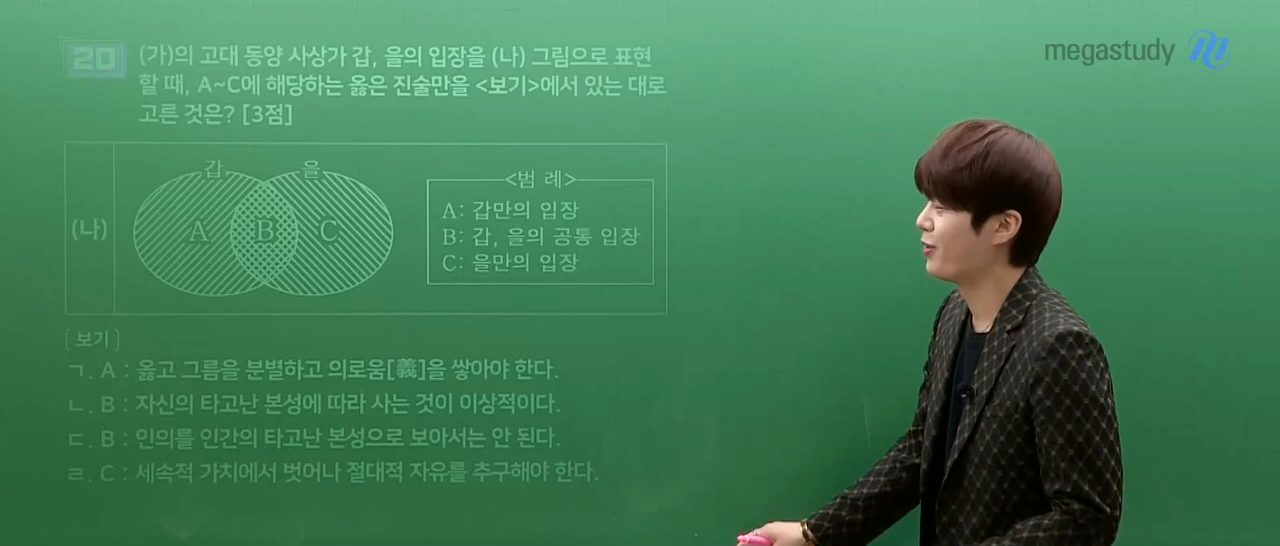 megastudy
20 (가)의 고대 동양 사상가 갑, 을의 입장을 (나) 그림으로 표현
할 때, A~C에 해당하는 옳은 진술만을 <보기>에서 있는 대로
고른 것은? [3점]
(나)
갑 을
A B C
<범 례>
A: 갑만의 입장
B: 갑, 을의 공통 입장
C: 을만의 입장
[보기]
ㄱ. A : 옳고 그름을 분별하고 의로움[義]을 쌓아야 한다.
ㄴ. B : 자신의 타고난 본성에 따라 사는 것이 이상적이다.
ㄷ. B : 인의를 인간의 타고난 본성으로 보아서는 안 된다.
ㄹ. C : 세속적 가치에서 벗어나 절대적 자유를 추구해야 한다.